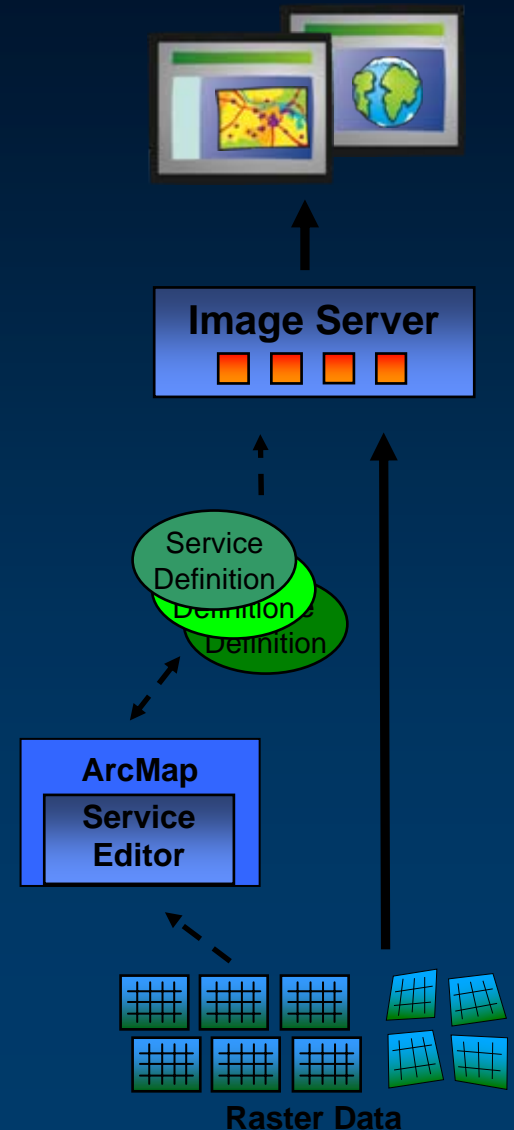 Image Server
Service
Definition
Definition
Definition
ArcMap
Service
Editor
Raster Data